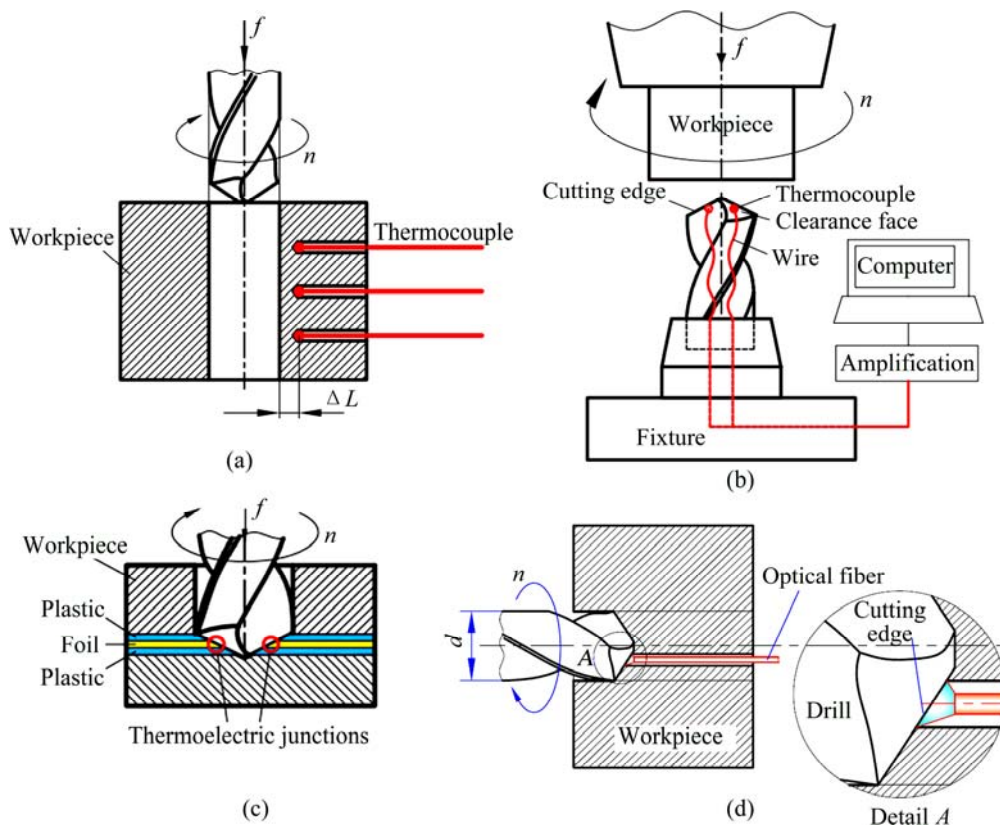 f
n
Workpiece
Thermocouple
Δ L
(a)
f
n
Workpiece
Cutting edge
Thermocouple
Clearance face
Wire
Computer
Amplification
Fixture
(b)
f
n
Workpiece
Plastic
Foil
Plastic
Thermoelectric junctions
(c)
n
d
A
Optical fiber
Workpiece
Cutting
edge
Drill
Detail A
(d)